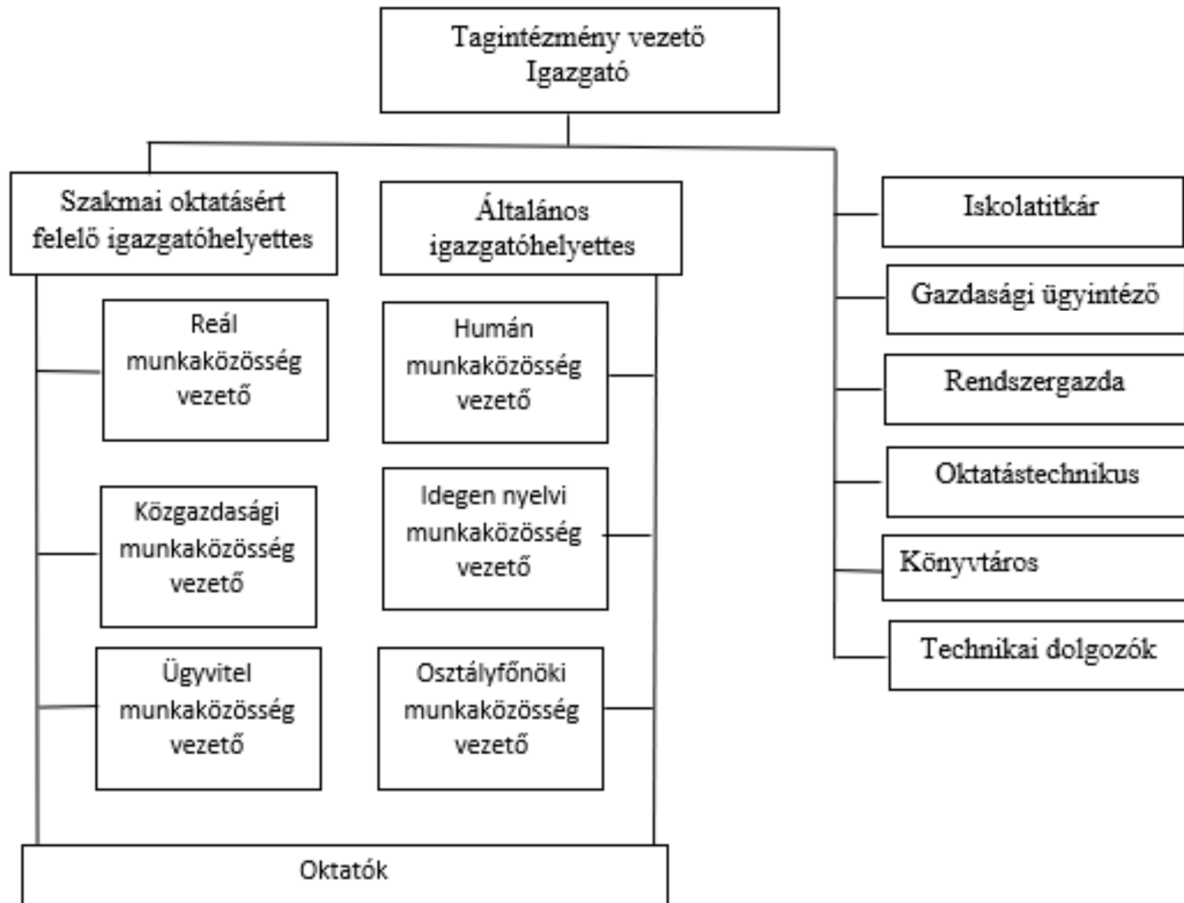 Tagintézmény vezető
Igazgató
Szakmai oktatásért
felelő igazgatóhelyettes
Általános
igazgatóhelyettes
Reál
munkaközösség
vezető
Humán
munkaközösség
vezető
Közgazdasági
munkaközösség
vezető
Idegen nyelvi
munkaközösség
vezető
Ügyvitel
munkaközösség
vezető
Osztályfőnöki
munkaközösség
vezető
Oktatók
Iskolatitkár
Gazdasági ügyintéző
Rendszergazda
Oktatástechnikus
Könyvtáros
Technikai dolgozók